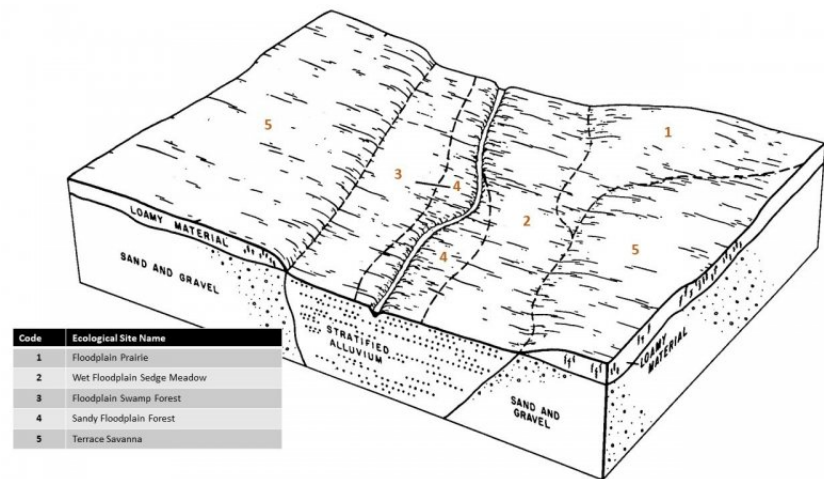 1
5
3
4
2
4
5
LOAMY MATERIAL
SAND AND GRAVEL
STRATIFIED
ALLUVIUM
SAND AND
GRAVEL
LOAMY
MATERIAL
Code Ecological Site Name
1 Floodplain Prairie
2 Wet Floodplain Sedge Meadow
3 Floodplain Swamp Forest
4 Sandy Floodplain Forest
5 Terrace Savanna